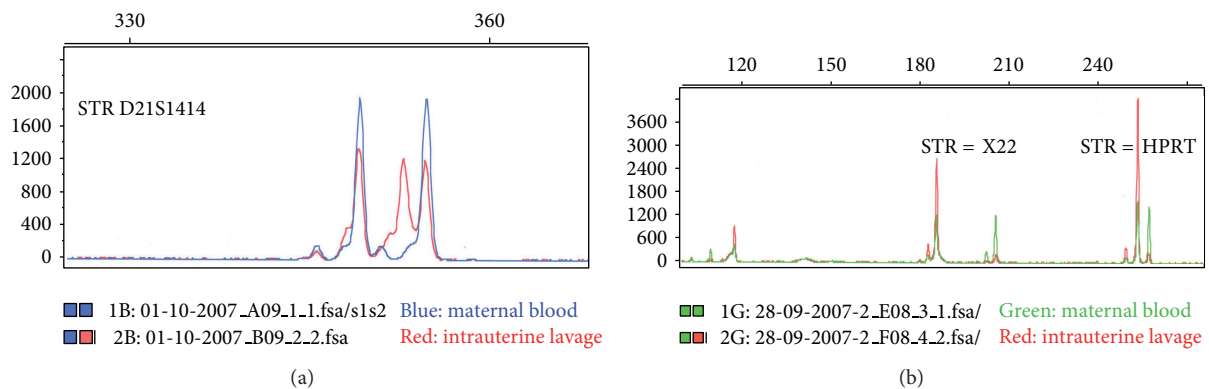 330 360
2000
STR D21S1414
1600
1200
800
400
0
1B: 01-10-2007_A09_1_1.fsa/s1s2 Blue: maternal blood
2B: 01-10-2007_B09_2_2.fsa Red: intrauterine lavage
(a)
120 150 180 210 240
3600
3000
STR = X22 STR = HPRT
2400
1800
1200
600
0
1G: 28-09-2007-2_E08_3_1.fsa/ Green: maternal blood
2G: 28-09-2007-2_F08_4_2.fsa/ Red: intrauterine lavage
(b)